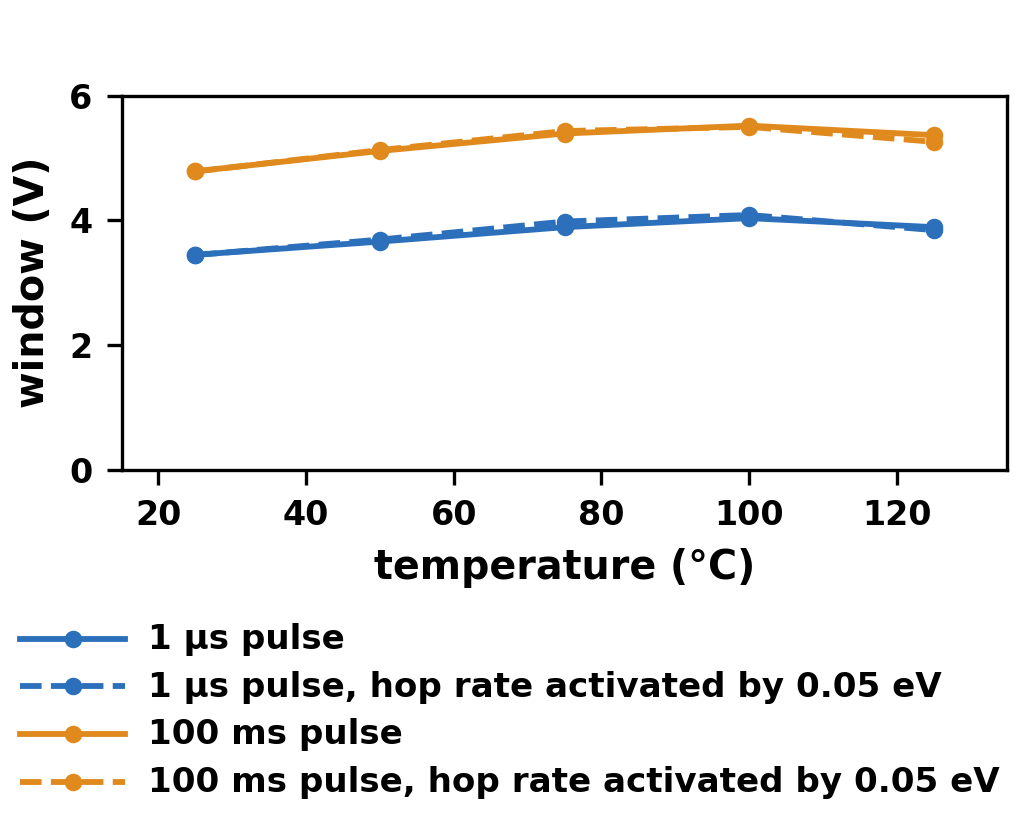 6
4
2
0
window (V)
20 40 60 80 100 120
temperature (°C)
1 µs pulse
1 µs pulse, hop rate activated by 0.05 eV
100 ms pulse
100 ms pulse, hop rate activated by 0.05 eV